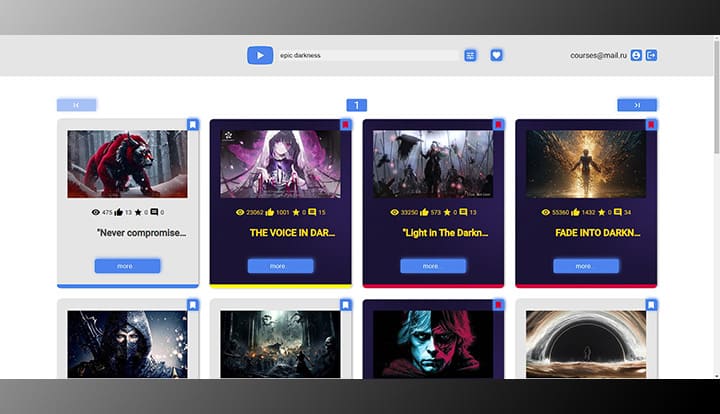 epic darkness
courses@mail.ru
1
475 13 0 0
"Never compromise...
more
23062 1001 0 15
THE VOICE IN DAR...
more
33250 573 0 13
"Light in The Darkn...
more
55360 1432 0 34
FADE INTO DARKN...
more